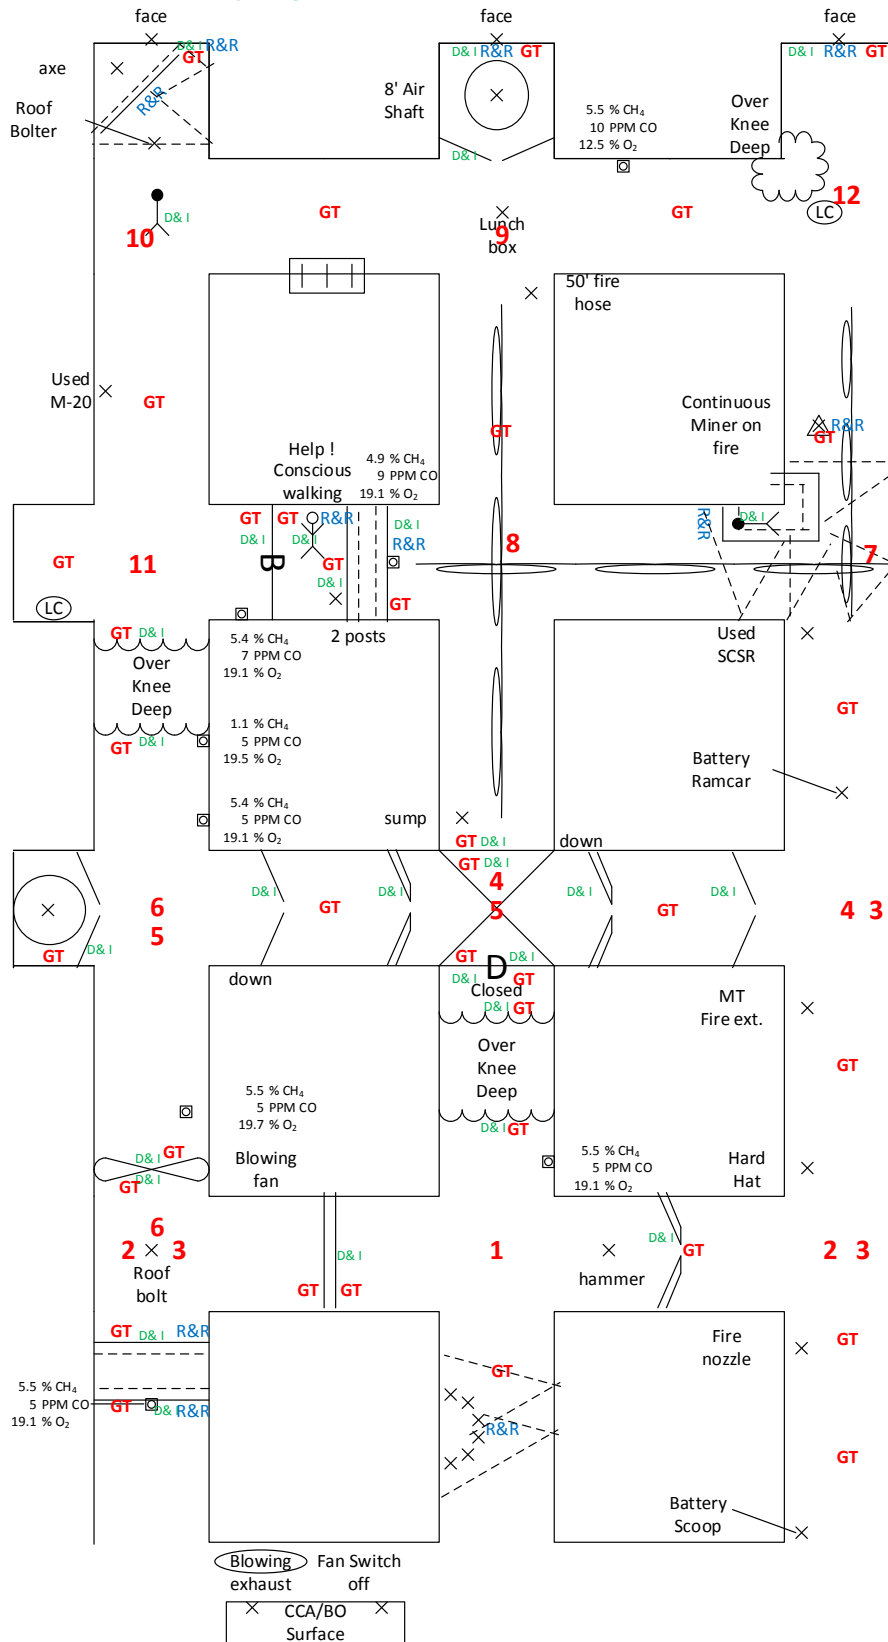 face face face
D& I R&R D& I R&R GT D& I R&R GT
GT
axe
R&R
8' Air
Shaft
Roof
Bolter
5.5 % CH₄
10 PPM CO
12.5 % O₂
Over
Knee
Deep
D& I
12
LC
D& I
GT GT
10
9
Lunch
box
50' fire
hose
Used
M-20
GT
GT
Continuous
Miner on
fire
R&R
GT
Help !
Conscious
walking
4.9 % CH₄
9 PPM CO
19.1 % O₂
GT GT R&R
D& I D& I
D& I
R&R
R&R
D& I
GT
11
B
GT
8
7
D& I
GT
LC
2 posts
GT D& I
Over
Knee
Deep
5.4 % CH₄
7 PPM CO
19.1 % O₂
Used
SCSR
GT
GT
D& I
1.1 % CH₄
5 PPM CO
19.5 % O₂
Battery
Ramcar
5.4 % CH₄
5 PPM CO
19.1 % O₂
sump
GT D& I
down
GT D& I
4
D& I D& I D& I D& I
6
5
GT
5
GT
4 3
GT D& I
GT D& I
D
down
D& I GT
Closed
D& I GT
MT
Fire ext.
Over
Knee
Deep
GT
5.5 % CH₄
5 PPM CO
19.7 % O₂
D& I GT
GT
D& I
D& I
GT
Blowing
fan
5.5 % CH₄
5 PPM CO
19.1 % O₂
Hard
Hat
6
2 3
Roof
bolt
D& I
GT GT
1
hammer
D& I
GT
2 3
GT D& I R&R
Fire
nozzle
GT
GT
5.5 % CH₄
5 PPM CO
19.1 % O₂
GT D& I R&R
R&R
GT
Battery
Scoop
Blowing
exhaust
Fan Switch
off
CCA/BO
Surface